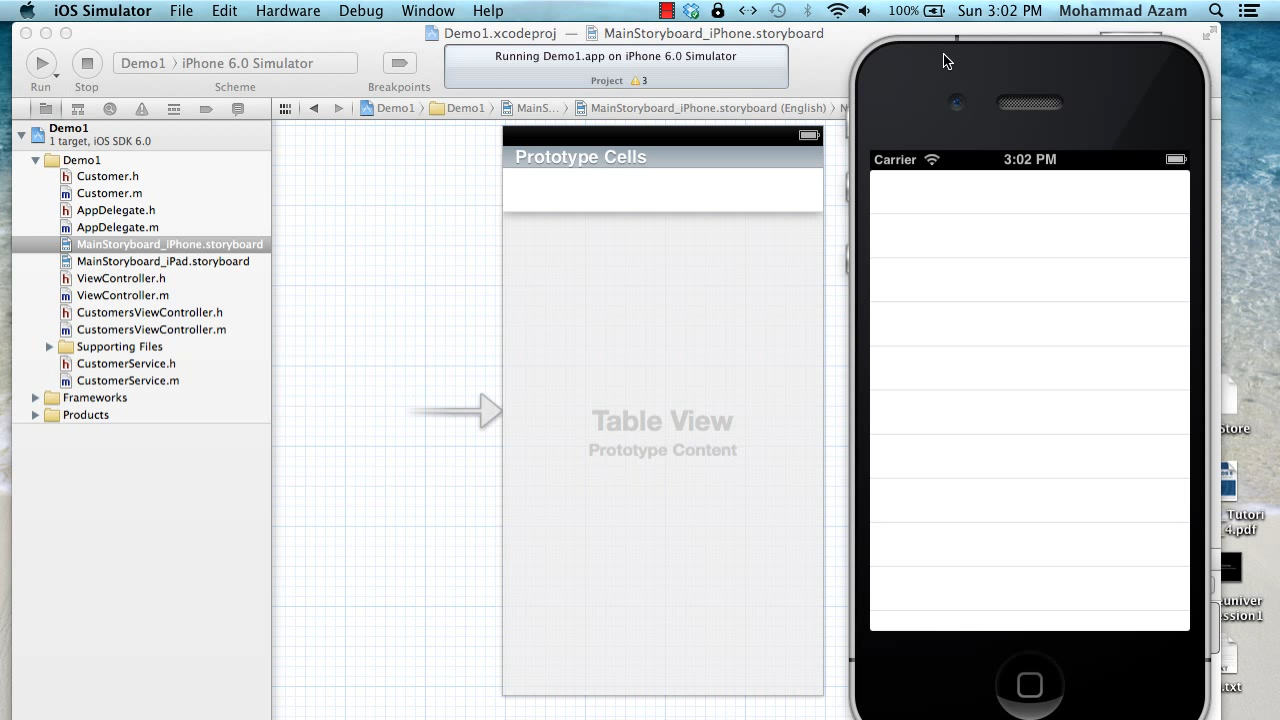 iOS Simulator File Edit Hardware Debug Window Help 100% Sun 3:02 PM Mohammad Azam
Demo1.xcodeproj — MainStoryboard_iPhone.storyboard
Demo1 iPhone 6.0 Simulator
Running Demo1.app on iPhone 6.0 Simulator
Project 3
Run Stop Scheme Breakpoints
Demo1 Demo1 MainS... MainStoryboard_iPhone.storyboard (English)
Demo1
1 target, iOS SDK 6.0
Demo1
Customer.h
Customer.m
AppDelegate.h
AppDelegate.m
MainStoryboard_iPhone.storyboard
MainStoryboard_iPad.storyboard
ViewController.h
ViewController.m
CustomersViewController.h
CustomersViewController.m
Supporting Files
CustomerService.h
CustomerService.m
Frameworks
Products
Prototype Cells
Table View
Prototype Content
Carrier 3:02 PM
Store
_Tutori
_4.pdf
.txt